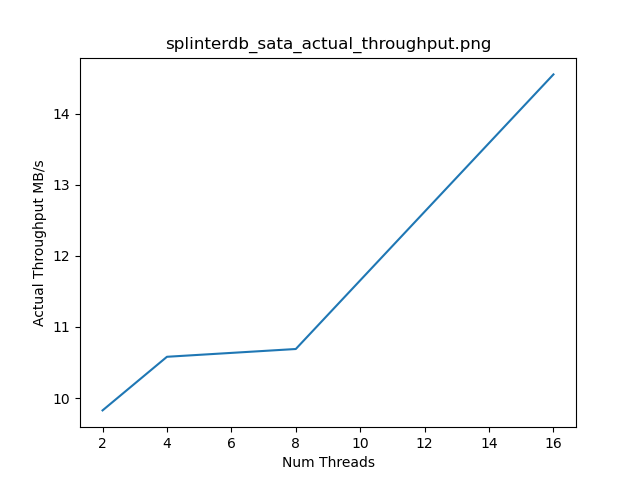 splinterdb_sata_actual_throughput.png
Actual Throughput MB/s
14
13
12
11
10
2 4 6 8 10 12 14 16
Num Threads